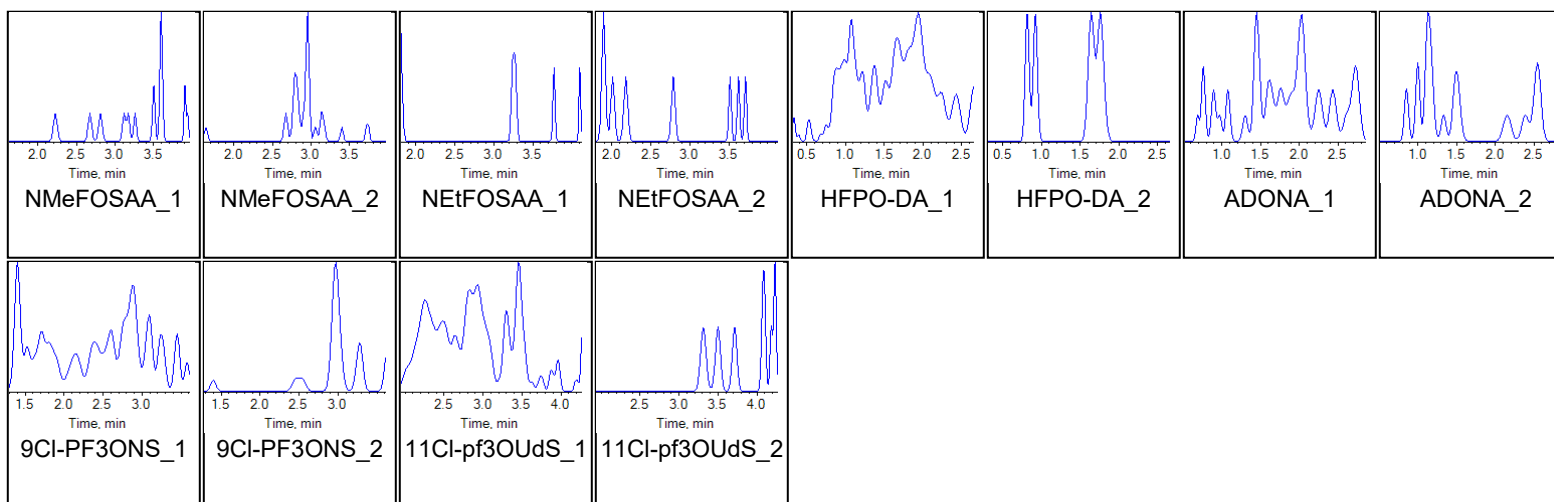 2.0 2.5 3.0 3.5 2.0 2.5 3.0 3.5 2.0 2.5 3.0 3.5 2.0 2.5 3.0 3.5 0.5 1.0 1.5 2.0 2.5 0.5 1.0 1.5 2.0 2.5 1.0 1.5 2.0 2.5 1.0 1.5 2.0 2.5
Time, min Time, min Time, min Time, min Time, min Time, min Time, min Time, min
NMeFOSAA_1 NMeFOSAA_2 NEtFOSAA_1 NEtFOSAA_2 HFPO-DA_1 HFPO-DA_2 ADONA_1 ADONA_2
1.5 2.0 2.5 3.0 1.5 2.0 2.5 3.0 2.5 3.0 3.5 4.0 2.5 3.0 3.5 4.0
Time, min Time, min Time, min Time, min
9Cl-PF3ONS_1 9Cl-PF3ONS_2 11Cl-pf3OUdS_1 11Cl-pf3OUdS_2